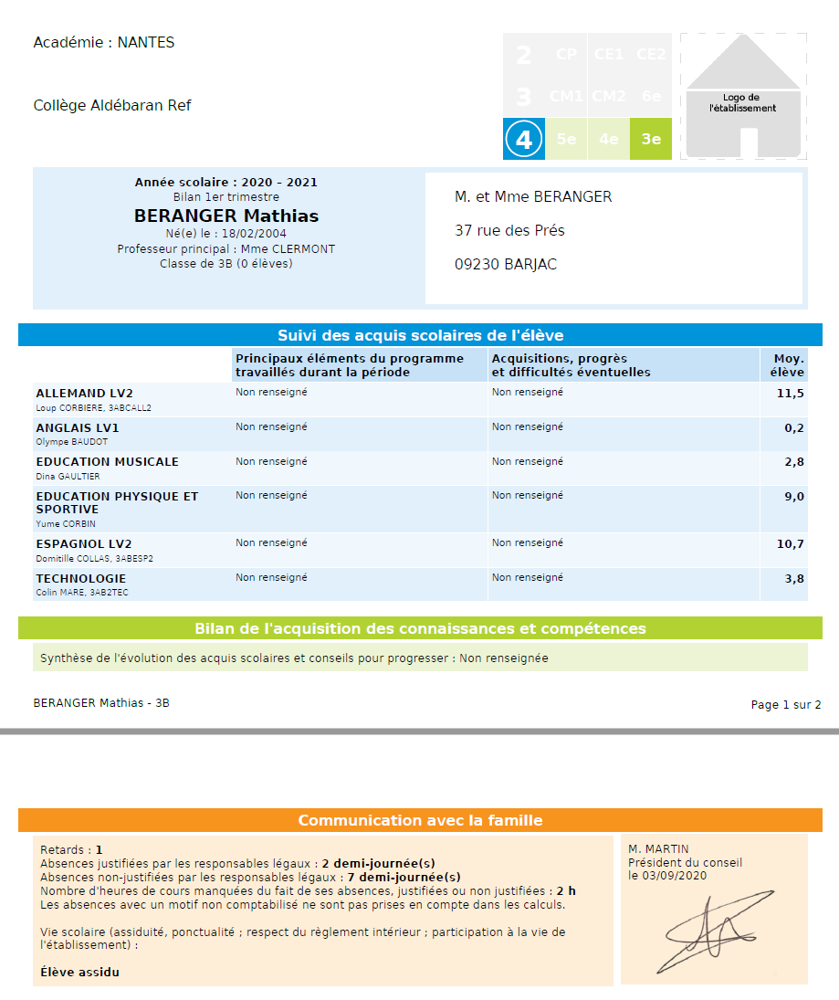 Académie : NANTES
Collège Aldébaran Ref
2 CP CE1 CE2
3 CM1 CM2 6e
4 5e 4e 3e
Logo de
l'établissement
Année scolaire : 2020 – 2021
Bilan 1er trimestre
BERANGER Mathias
Né(e) le : 18/02/2004
Professeur principal : Mme CLERMONT
Classe de 3B (0 élèves)
M. et Mme BERANGER
37 rue des Prés
09230 BARJAC
Suivi des acquis scolaires de l'élève
Principaux éléments du programme
travaillés durant la période
Acquisitions, progrès
et difficultés éventuelles
Moy.
élève
ALLEMAND LV2 Non renseigné Non renseigné 11,5
Loup CORBIERE, 3ABCALL2
ANGLAIS LV1 Non renseigné Non renseigné 0,2
Olympe BAUDOT
EDUCATION MUSICALE Non renseigné Non renseigné 2,8
Dina GAULTIER
EDUCATION PHYSIQUE ET Non renseigné Non renseigné 9,0
SPORTIVE
Yume CORBIN
ESPAGNOL LV2 Non renseigné Non renseigné 10,7
Domitille COLLAS, 3ABESP2
TECHNOLOGIE Non renseigné Non renseigné 3,8
Colin MARE, 3AB2TEC
Bilan de l'acquisition des connaissances et compétences
Synthèse de l'évolution des acquis scolaires et conseils pour progresser : Non renseignée
BERANGER Mathias - 3B
Page 1 sur 2
Communication avec la famille
Retards : 1
Absences justifiées par les responsables légaux : 2 demi-journée(s)
Absences non-justifiées par les responsables légaux : 7 demi-journée(s)
Nombre d'heures de cours manquées du fait de ses absences, justifiées ou non justifiées : 2 h
Les absences avec un motif non comptabilisé ne sont pas prises en compte dans les calculs.
Vie scolaire (assiduité, ponctualité ; respect du règlement intérieur ; participation à la vie de
l'établissement) :
Élève assidu
M. MARTIN
Président du conseil
le 03/09/2020